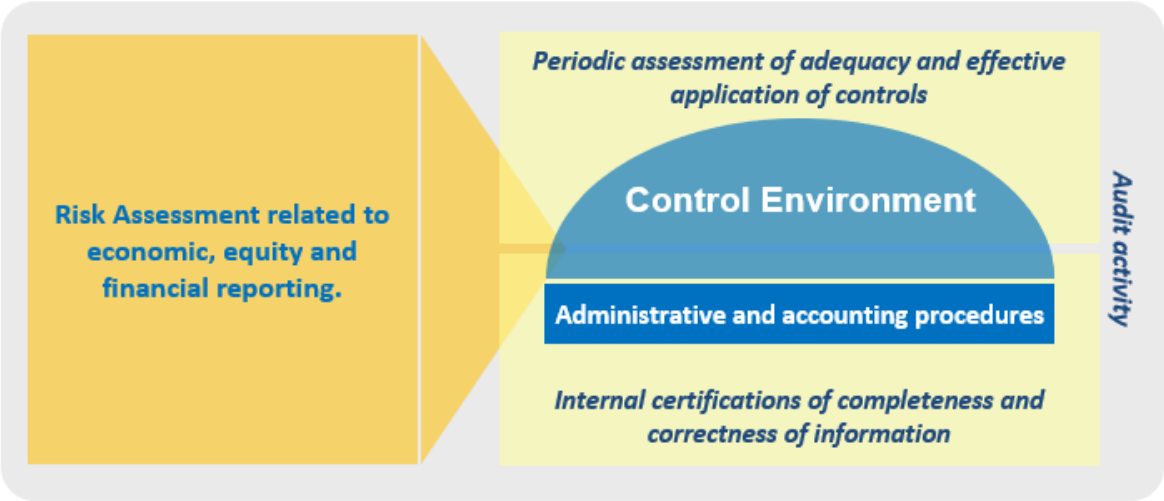 Risk Assessment related to
economic, equity and
financial reporting.
Periodic assessment of adequacy and effective
application of controls
Control Environment
Administrative and accounting procedures
Internal certifications of completeness and
correctness of information
Audit activity